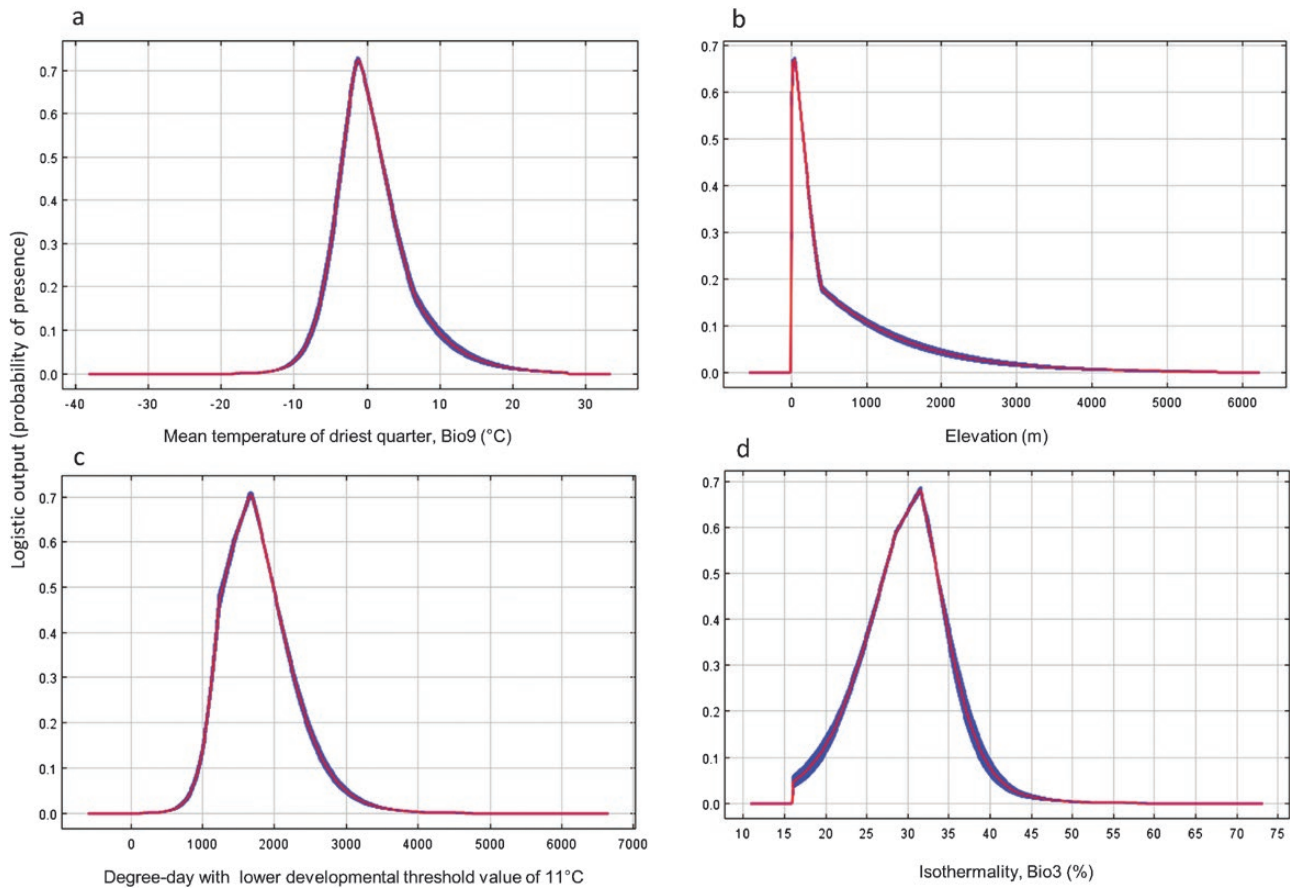 a
0.7
0.6
0.5
0.4
0.3
0.2
0.1
0.0
-40 -30 -20 -10 0 10 20 30
Mean temperature of driest quarter, Bio9 (°C)
b
0.7
0.6
0.5
0.4
0.3
0.2
0.1
0.0
0 1000 2000 3000 4000 5000 6000
Elevation (m)
Logistic output (probability of presence)
c
0.7
0.6
0.5
0.4
0.3
0.2
0.1
0.0
0 1000 2000 3000 4000 5000 6000 7000
Degree-day with lower developmental threshold value of 11°C
d
0.7
0.6
0.5
0.4
0.3
0.2
0.1
0.0
10 15 20 25 30 35 40 45 50 55 60 65 73 75
Isothermality, Bio3 (%)